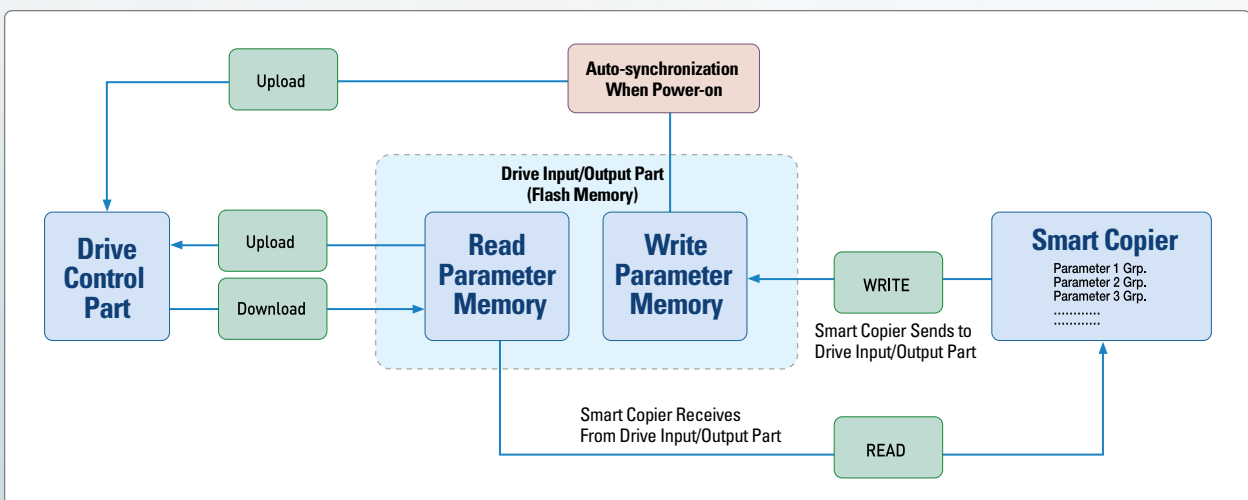 Upload
Auto-synchronization
When Power-on
Drive Input/Output Part
(Flash Memory)
Drive
Control
Part
Upload
Download
Read
Parameter
Memory
Write
Parameter
Memory
WRITE
Smart Copier Sends to
Drive Input/Output Part
Smart Copier
Parameter 1 Grp.
Parameter 2 Grp.
Parameter 3 Grp.
............
............
Smart Copier Receives
From Drive Input/Output Part
READ